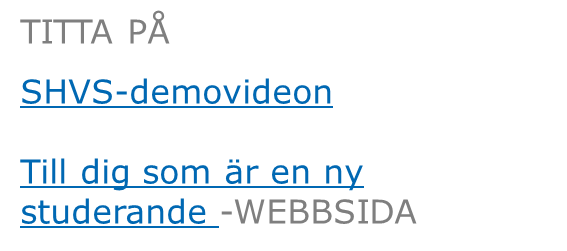 TITTA PÅ
SHVS-demovideon
Till dig som är en ny
studerande -WEBBSIDA